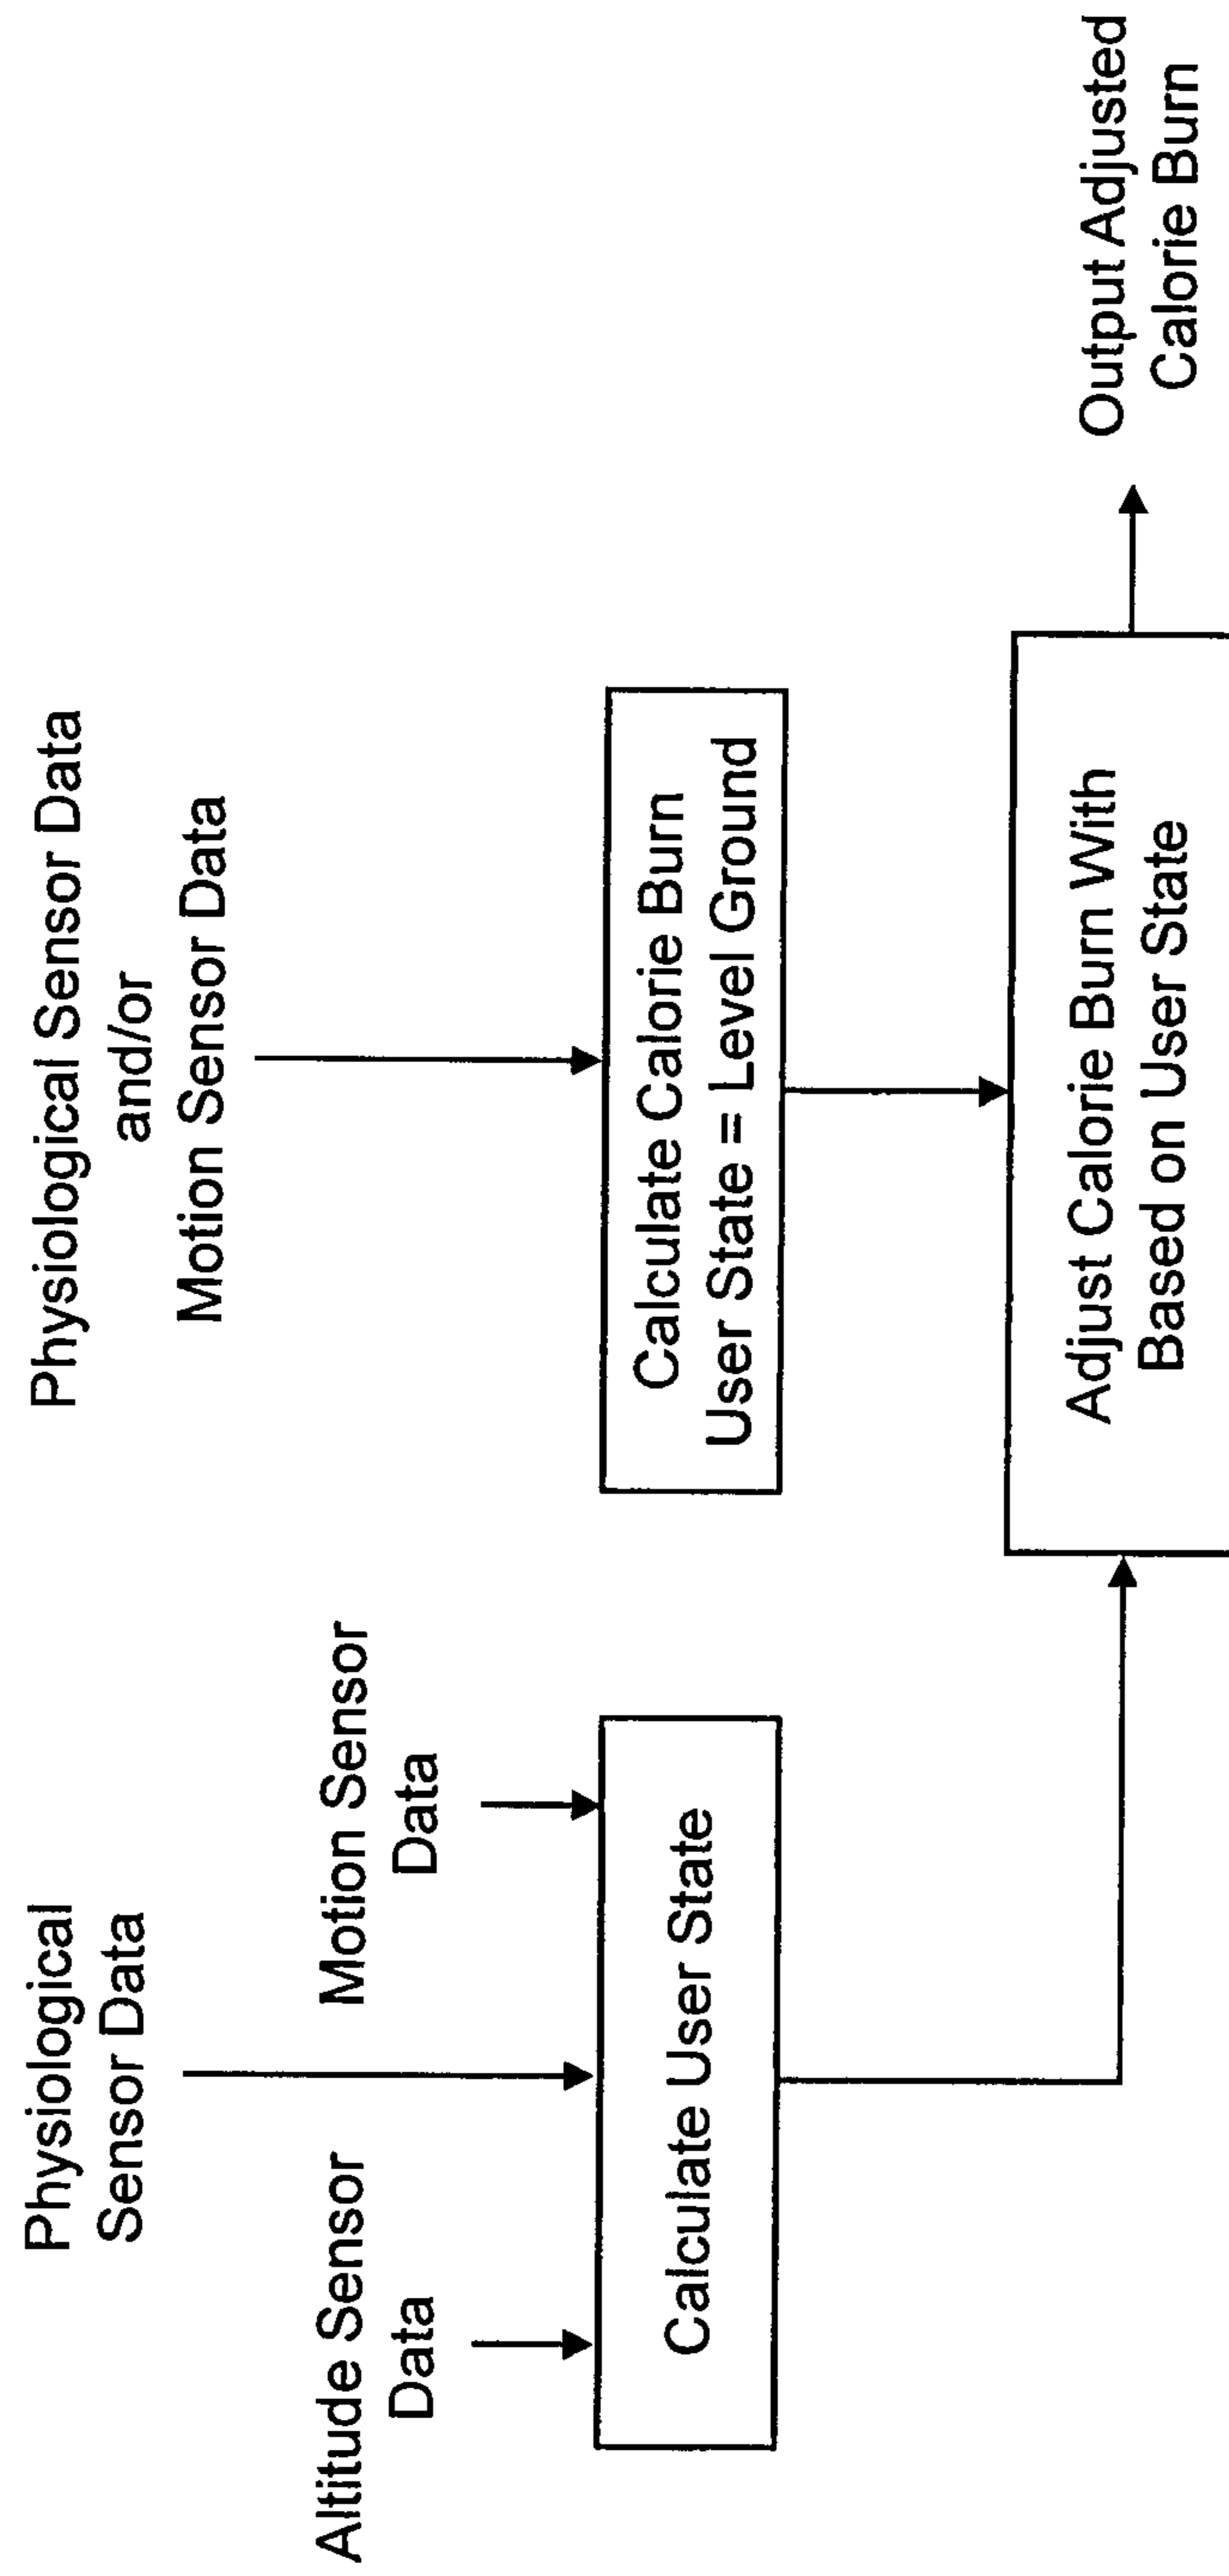 Physiological
Sensor Data
Altitude Sensor
Data
Motion Sensor
Data
Calculate User State
Physiological Sensor Data
and/or
Motion Sensor Data
Calculate Calorie Burn
User State = Level Ground
Adjust Calorie Burn With
Based on User State
Output Adjusted
Calorie Burn